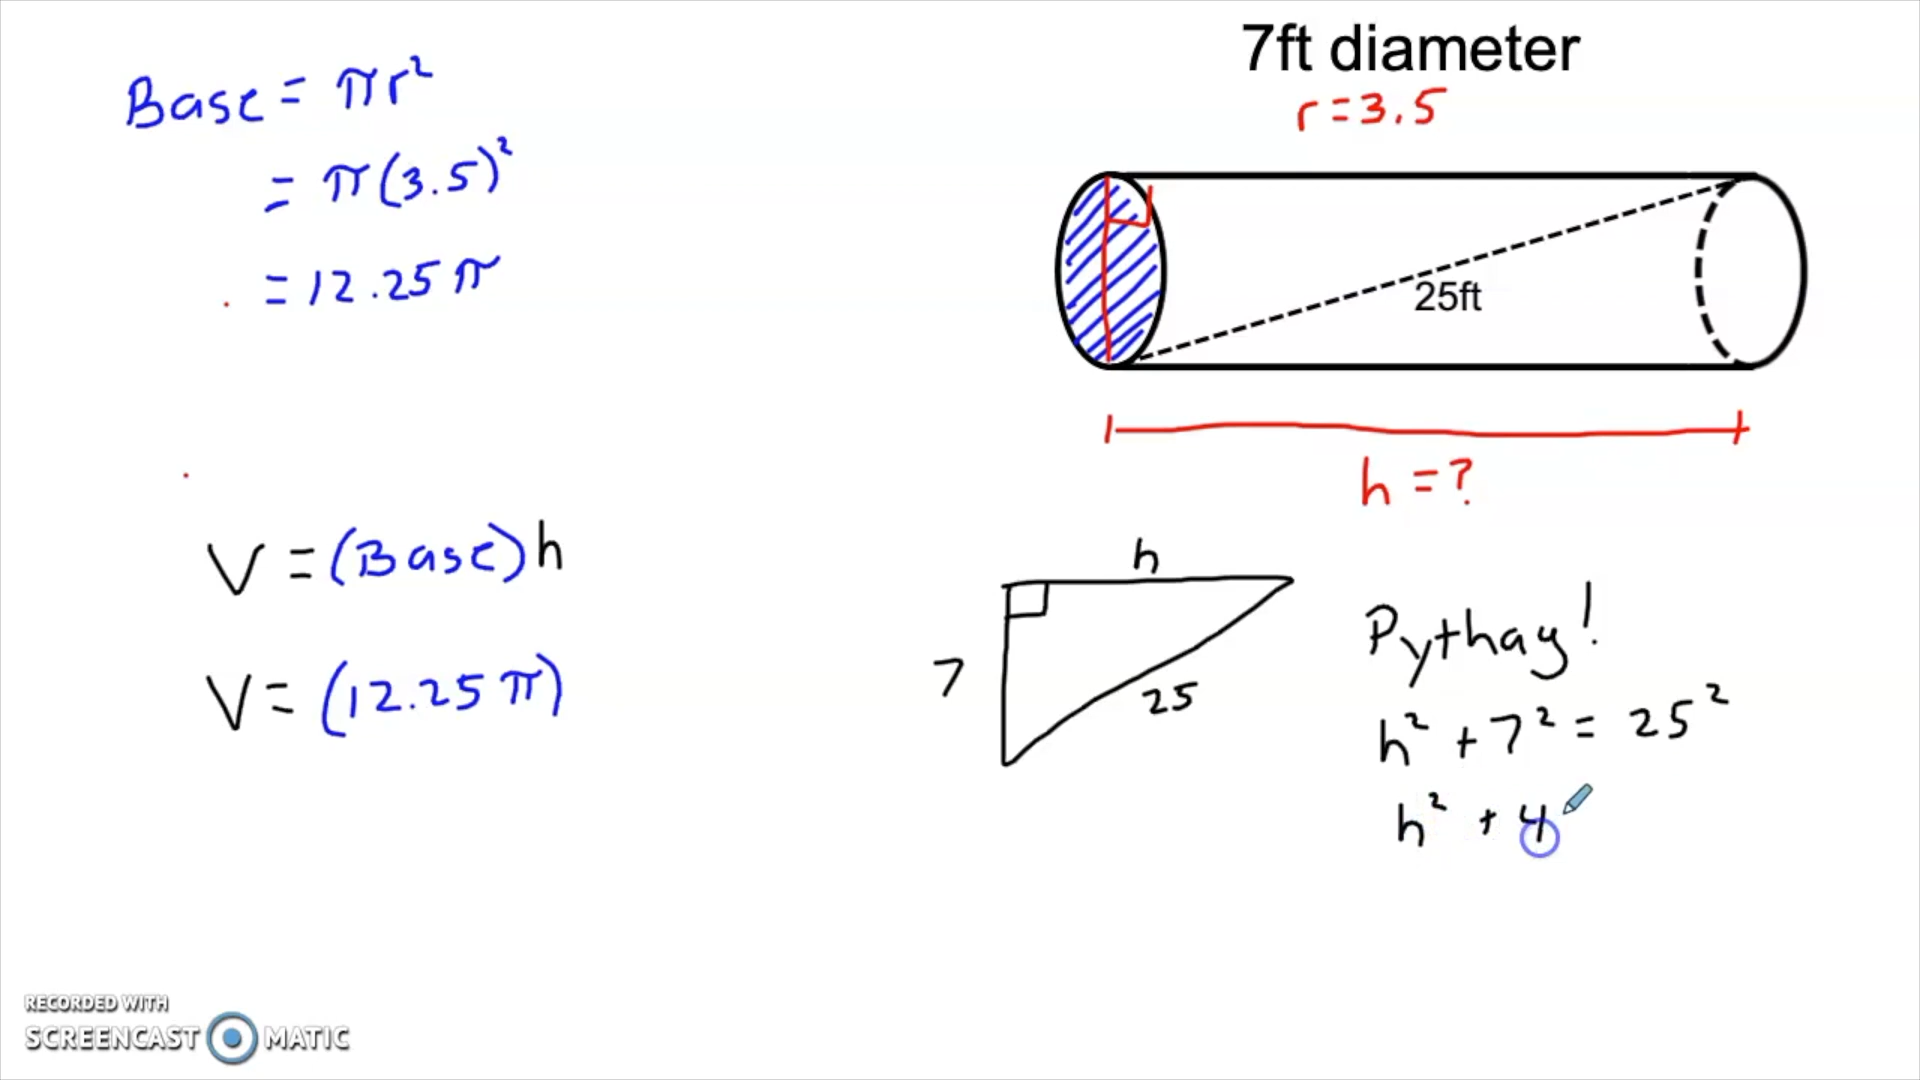 Base = πr²
= π(3.5)²
= 12.25π
V = (Base)h
V = (12.25π)
7ft diameter
r = 3.5
25ft
h = ?
h
7
25
Pythag!
h² + 7² = 25²
h² + 4
RECORDED WITH
SCREENCAST MATIC